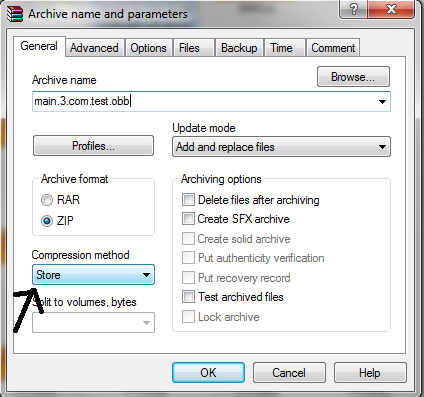 Archive name and parameters
General Advanced Options Files Backup Time Comment
Archive name
Browse...
main.3.com.test.obb
Profiles...
Update mode
Add and replace files
Archive format
RAR
ZIP
Compression method
Store
Split to volumes, bytes
Archiving options
Delete files after archiving
Create SFX archive
Create solid archive
Put authenticity verification
Put recovery record
Test archived files
Lock archive
OK Cancel Help